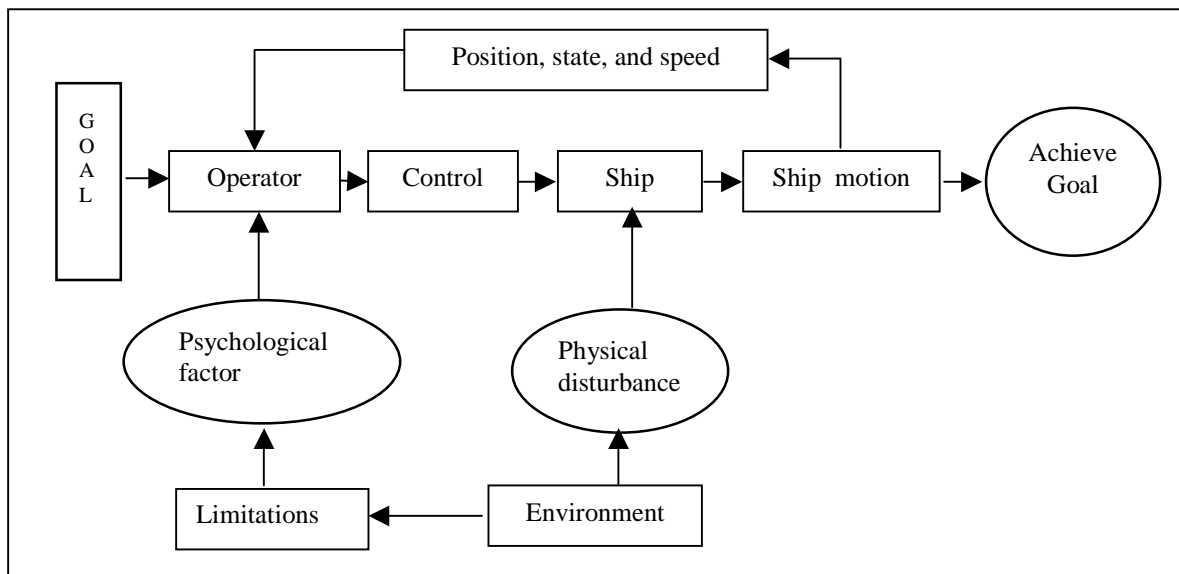 Position, state, and speed
G
O
A
L
Operator
Control
Ship
Ship motion
Achieve
Goal
Psychological
factor
Physical
disturbance
Limitations
Environment